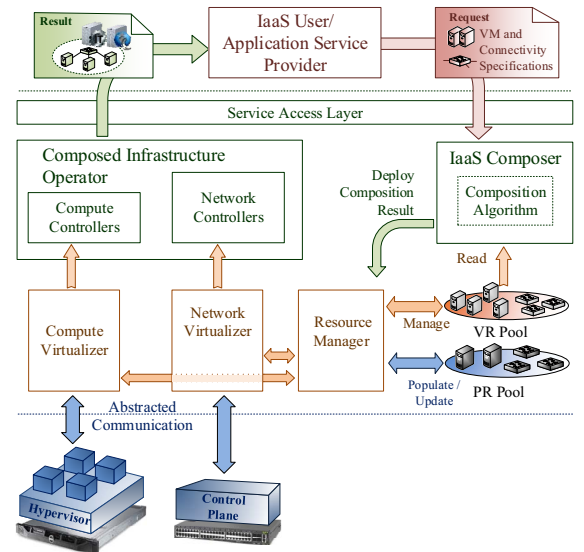 Result
IaaS User/
Application Service
Provider
Request
VM and
Connectivity
Specifications
Service Access Layer
Composed Infrastructure
Operator
Compute
Controllers
Network
Controllers
Deploy
Composition
Result
IaaS Composer
Composition
Algorithm
Read
Compute
Virtualizer
Network
Virtualizer
Resource
Manager
Manage
VR Pool
Populate /
Update
PR Pool
Abstracted
Communication
Hypervisor
Control
Plane